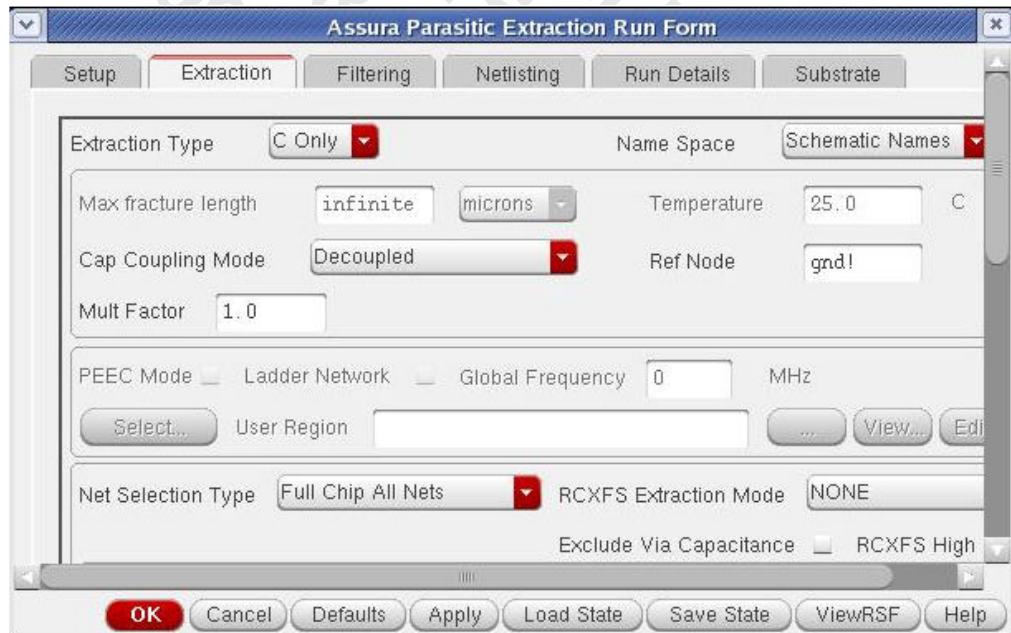 Assura Parasitic Extraction Run Form
Setup Extraction Filtering Netlisting Run Details Substrate
Extraction Type C Only Name Space Schematic Names
Max fracture length infinite microns Temperature 25.0 C
Cap Coupling Mode Decoupled Ref Node gnd!
Mult Factor 1.0
PEEC Mode Ladder Network Global Frequency 0 MHz
Select... User Region ... View... Edi
Net Selection Type Full Chip All Nets RCXFS Extraction Mode NONE
Exclude Via Capacitance RCXFS High
OK Cancel Defaults Apply Load State Save State ViewRSF Help